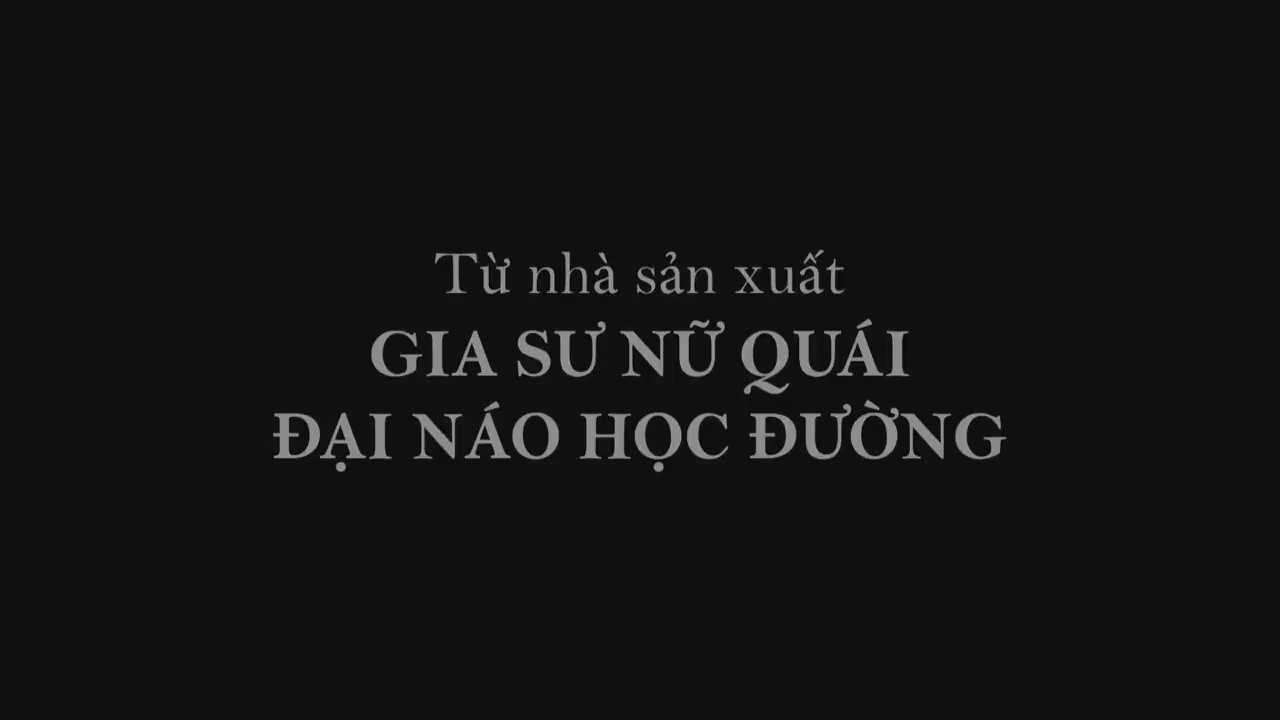 Từ nhà sản xuất
GIA SƯ NỮ QUÁI
ĐẠI NÁO HỌC ĐƯỜNG